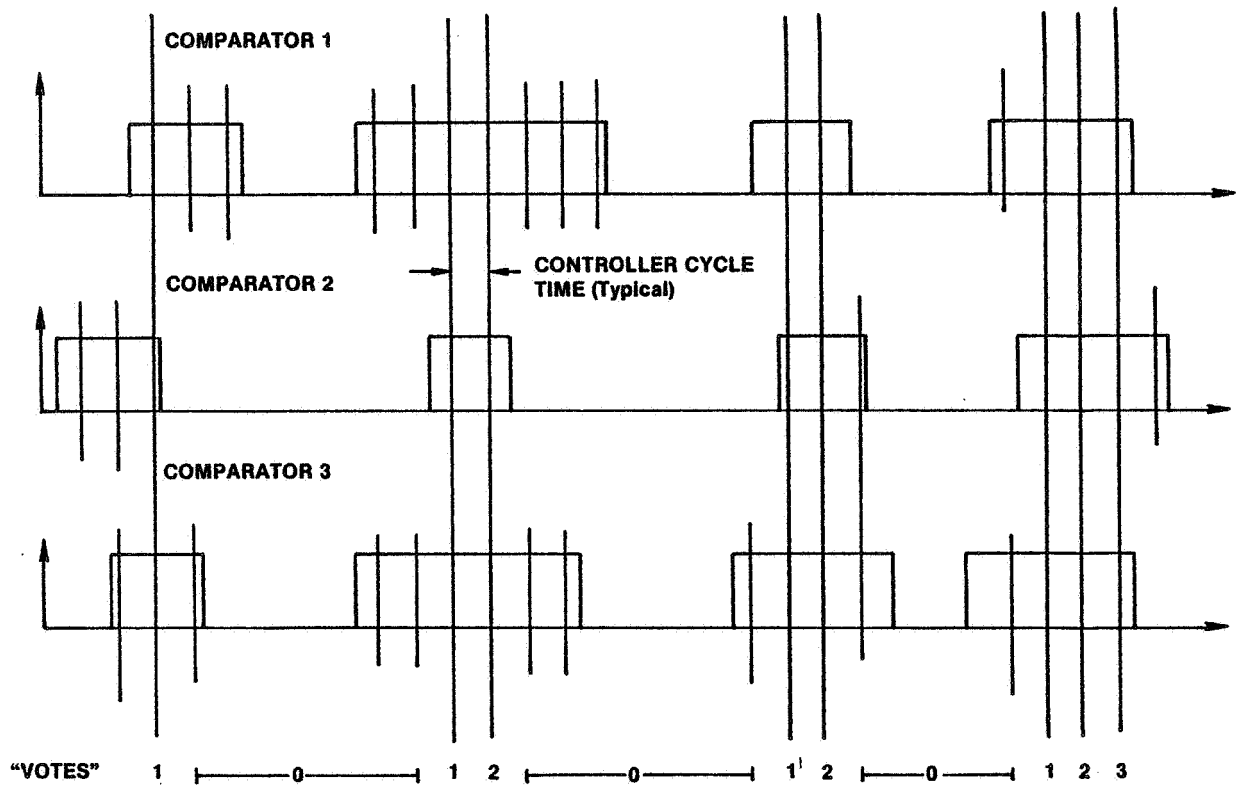 COMPARATOR 1
COMPARATOR 2
CONTROLLER CYCLE
TIME (Typical)
COMPARATOR 3
"VOTES" 1 0 1 2 0 1 2 0 1 2 3